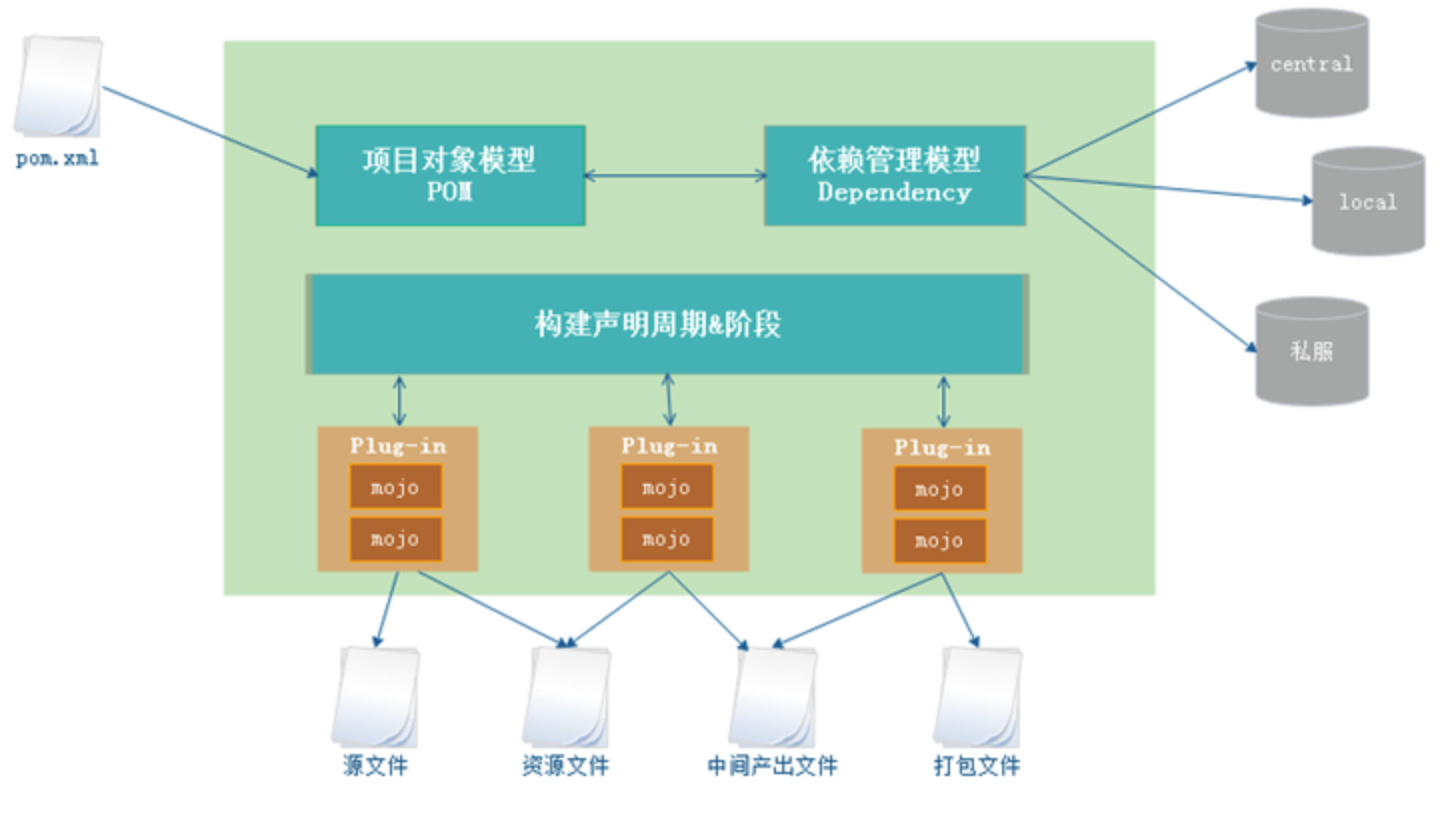 pom.xml
项目对象模型
POM
依赖管理模型
Dependency
central
local
私服
构建声明周期&阶段
Plug-in
mojo
mojo
Plug-in
mojo
mojo
Plug-in
mojo
mojo
源文件
资源文件
中间产出文件
打包文件